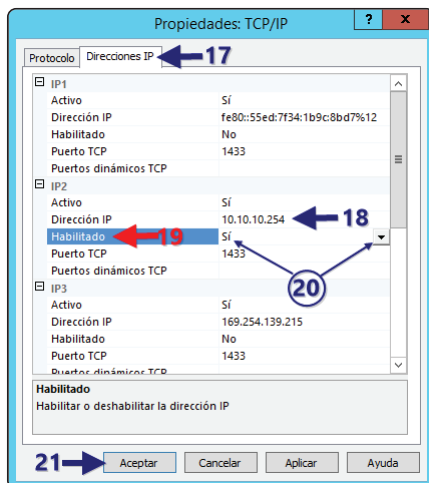 Propiedades: TCP/IP ? x
Protocolo Direcciones IP 17
IP1
Activo Sí
Dirección IP fe80::55ed:7f34:1b9c:8bd7%12
Habilitado No
Puerto TCP 1433
Puertos dinámicos TCP
IP2
Activo Sí
Dirección IP 10.10.10.254 18
Habilitado 19 Sí
Puerto TCP 1433
Puertos dinámicos TCP 20
IP3
Activo Sí
Dirección IP 169.254.139.215
Habilitado No
Puerto TCP 1433
Puertos dinámicos TCP
Habilitado
Habilitar o deshabilitar la dirección IP
21 Aceptar Cancelar Aplicar Ayuda